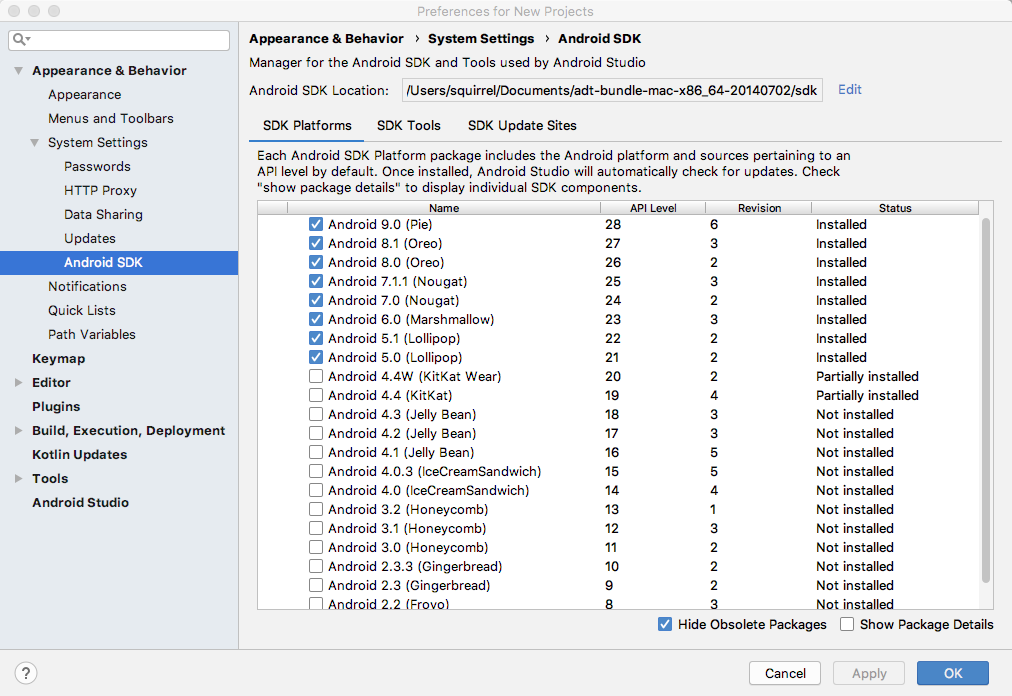 Preferences for New Projects
Appearance & Behavior
Appearance
Menus and Toolbars
System Settings
Passwords
HTTP Proxy
Data Sharing
Updates
Android SDK
Notifications
Quick Lists
Path Variables
Keymap
Editor
Plugins
Build, Execution, Deployment
Kotlin Updates
Tools
Android Studio
Appearance & Behavior › System Settings › Android SDK
Manager for the Android SDK and Tools used by Android Studio
Android SDK Location: /Users/squirrel/Documents/adt-bundle-mac-x86_64-20140702/sdk Edit
SDK Platforms SDK Tools SDK Update Sites
Each Android SDK Platform package includes the Android platform and sources pertaining to an
API level by default. Once installed, Android Studio will automatically check for updates. Check
"show package details" to display individual SDK components.
Name API Level Revision Status
Android 9.0 (Pie) 28 6 Installed
Android 8.1 (Oreo) 27 3 Installed
Android 8.0 (Oreo) 26 2 Installed
Android 7.1.1 (Nougat) 25 3 Installed
Android 7.0 (Nougat) 24 2 Installed
Android 6.0 (Marshmallow) 23 3 Installed
Android 5.1 (Lollipop) 22 2 Installed
Android 5.0 (Lollipop) 21 2 Installed
Android 4.4W (KitKat Wear) 20 2 Partially installed
Android 4.4 (KitKat) 19 4 Partially installed
Android 4.3 (Jelly Bean) 18 3 Not installed
Android 4.2 (Jelly Bean) 17 3 Not installed
Android 4.1 (Jelly Bean) 16 5 Not installed
Android 4.0.3 (IceCreamSandwich) 15 5 Not installed
Android 4.0 (IceCreamSandwich) 14 4 Not installed
Android 3.2 (Honeycomb) 13 1 Not installed
Android 3.1 (Honeycomb) 12 3 Not installed
Android 3.0 (Honeycomb) 11 2 Not installed
Android 2.3.3 (Gingerbread) 10 2 Not installed
Android 2.3 (Gingerbread) 9 2 Not installed
Android 2.2 (Froyo) 8 3 Not installed
Hide Obsolete Packages Show Package Details
? Cancel Apply OK